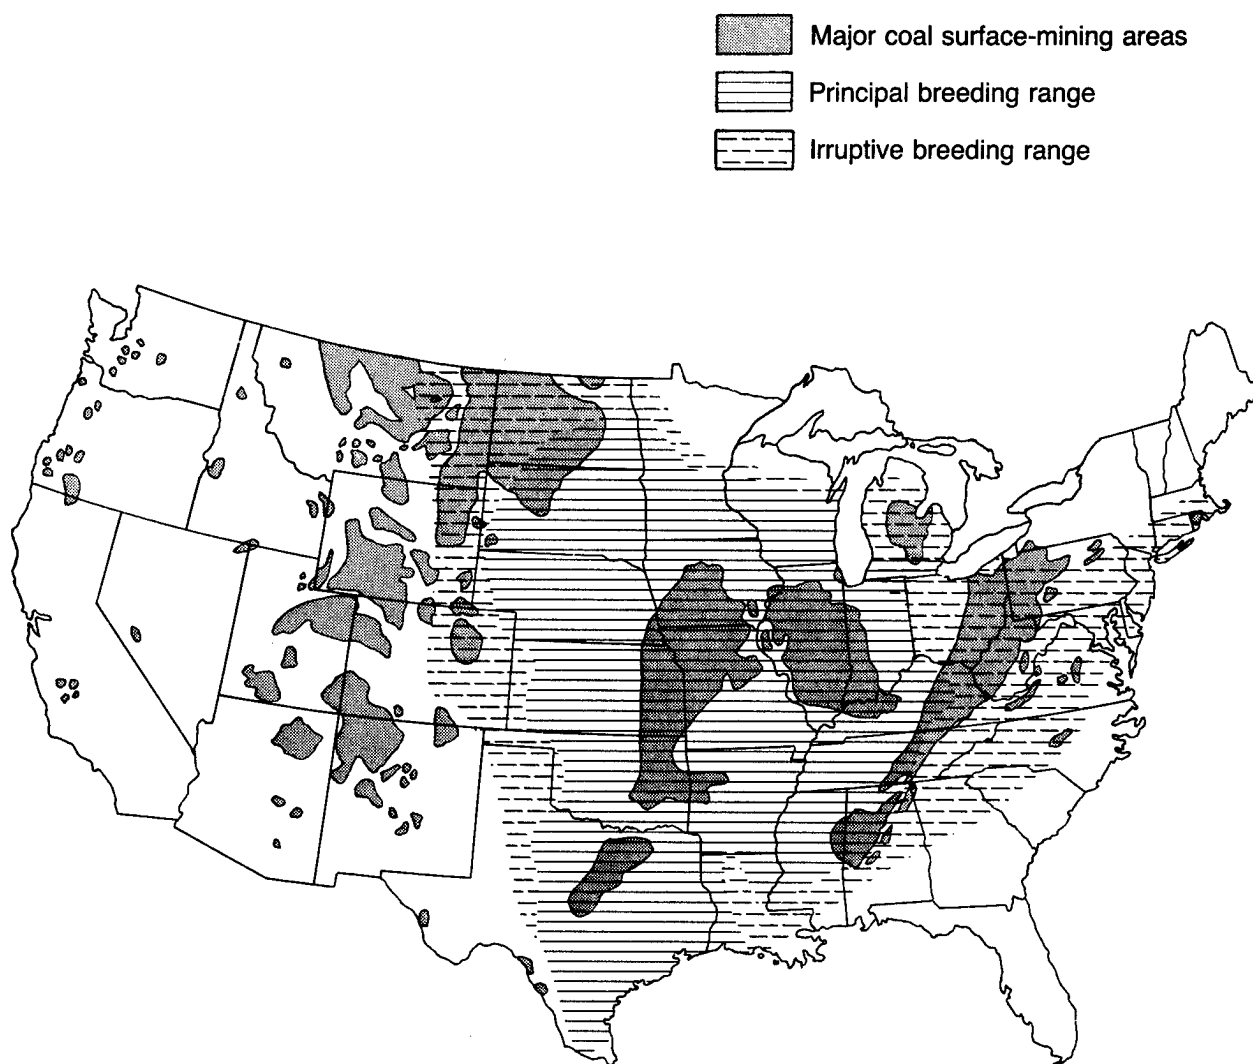 Major coal surface-mining areas
Principal breeding range
Irruptive breeding range